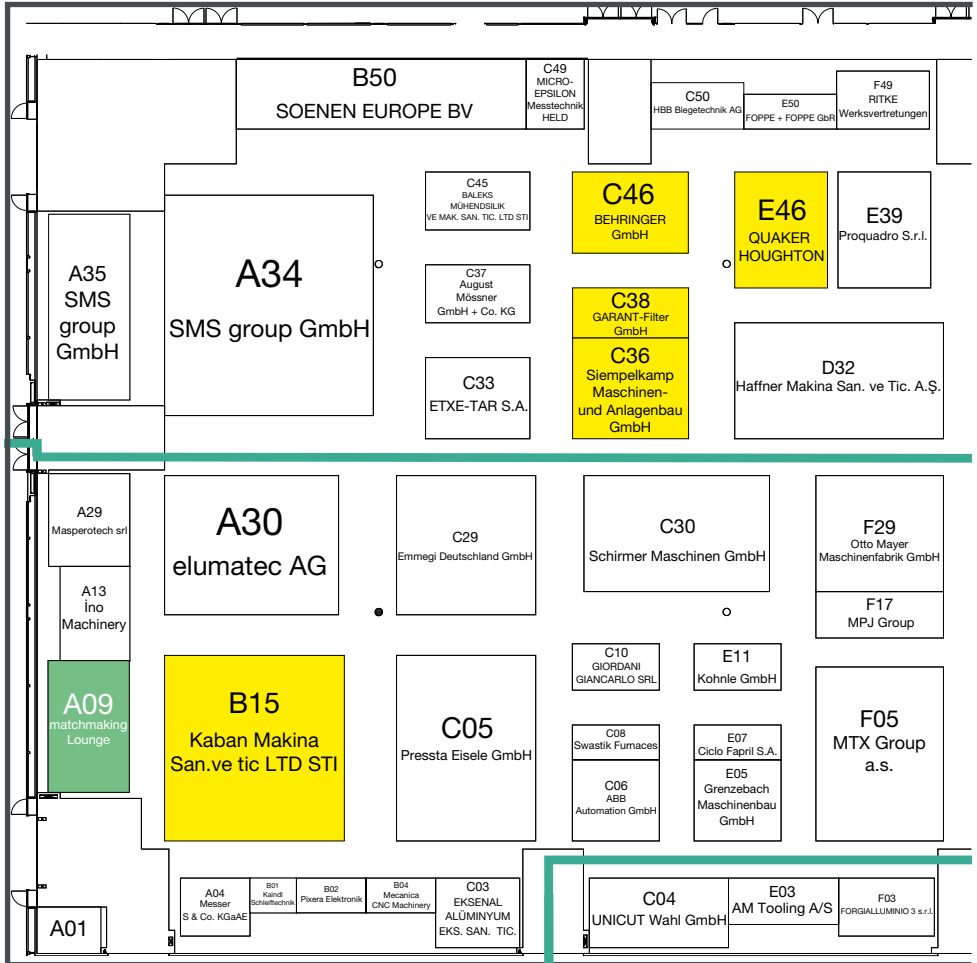 B50
SOENEN EUROPE BV
C49
MICRO-
EPSILON
Messtechnik
HELD
C50
HBB Biegetechnik AG
E50
FOPPE + FOPPE GbR
F49
RITKE
Werksvertretungen
C45
BALEKS
MÜHENDSILIK
VE MAK. SAN. TIC. LTD STI
C46
BEHRINGER
GmbH
E46
QUAKER
HOUGHTON
E39
Proquadro S.r.l.
A35
SMS
group
GmbH
A34
SMS group GmbH
C37
August
Mössner
GmbH + Co. KG
C38
GARANT-Filter
GmbH
C36
Siempelkamp
Maschinen-
und Anlagenbau
GmbH
C33
ETXE-TAR S.A.
D32
Haffner Makina San. ve Tic. A.Ş.
A29
Masperotech srl
A30
elumatec AG
C29
Emmegi Deutschland GmbH
C30
Schirmer Maschinen GmbH
F29
Otto Mayer
Maschinenfabrik GmbH
A13
İno
Machinery
F17
MPJ Group
A09
matchmaking
Lounge
B15
Kaban Makina
San.ve tic LTD STI
C05
Pressta Eisele GmbH
C10
GIORDANI
GIANCARLO SRL
E11
Kohnle GmbH
C08
Swastik Furnaces
E07
Ciclo Fapril S.A.
C06
ABB
Automation GmbH
E05
Grenzebach
Maschinenbau
GmbH
F05
MTX Group
a.s.
A01
A04
Messer
S & Co. KGaAE
B01
Kaindl
Schleiftechnik
B02
Pixera Elektronik
B04
Mecanica
CNC Machinery
C03
EKSENAL
ALÜMINYUM
EKS. SAN. TIC.
C04
UNICUT Wahl GmbH
E03
AM Tooling A/S
F03
FORGIALLUMINIO 3 s.r.l.